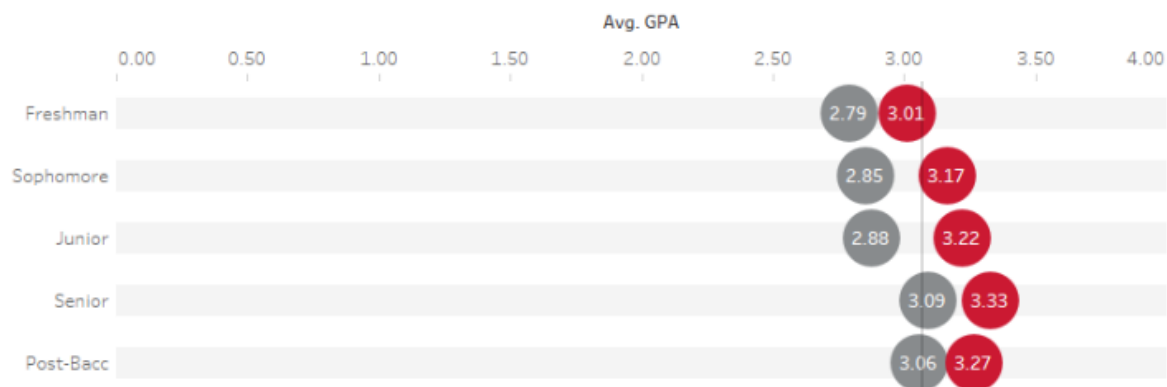 Avg. GPA
0.00 0.50 1.00 1.50 2.00 2.50 3.00 3.50 4.00
Freshman 2.79 3.01
Sophomore 2.85 3.17
Junior 2.88 3.22
Senior 3.09 3.33
Post-Bacc 3.06 3.27